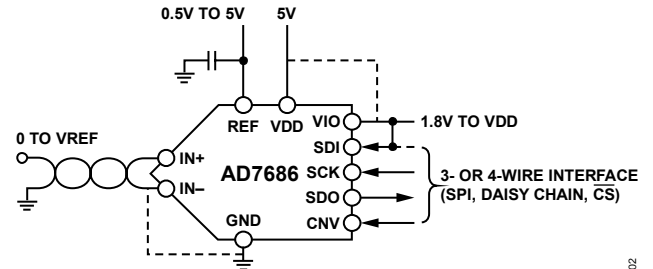 0.5V TO 5V 5V
REF VDD VIO 1.8V TO VDD
0 TO VREF SDI
IN+ AD7686 SCK 3- OR 4-WIRE INTERFACE
IN– SDO (SPI, DAISY CHAIN, CS)
GND CNV
02